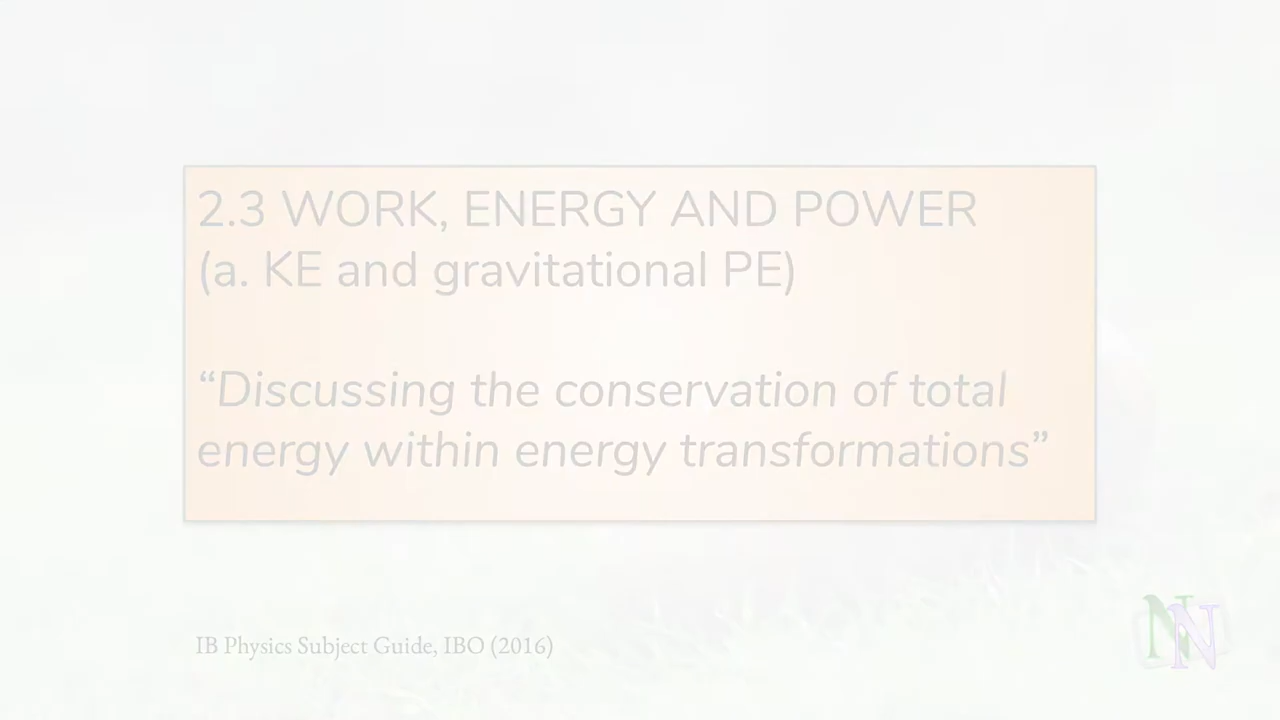 2.3 WORK, ENERGY AND POWER
(a. KE and gravitational PE)
“Discussing the conservation of total
energy within energy transformations”
IB Physics Subject Guide, IBO (2016)
NN